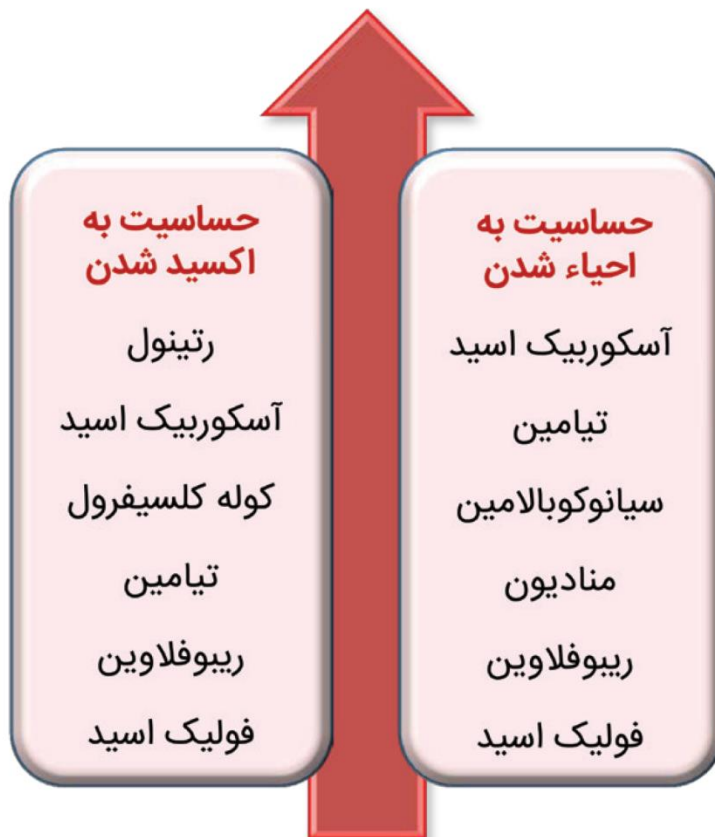 حساسیت به
احیاء شدن
آسکوربیک اسید
تیامین
سیانوکوبالامین
منادیون
ریبوفلاوین
فولیک اسید
حساسیت به
اکسید شدن
رتینول
آسکوربیک اسید
کوله کلسیفرول
تیامین
ریبوفلاوین
فولیک اسید